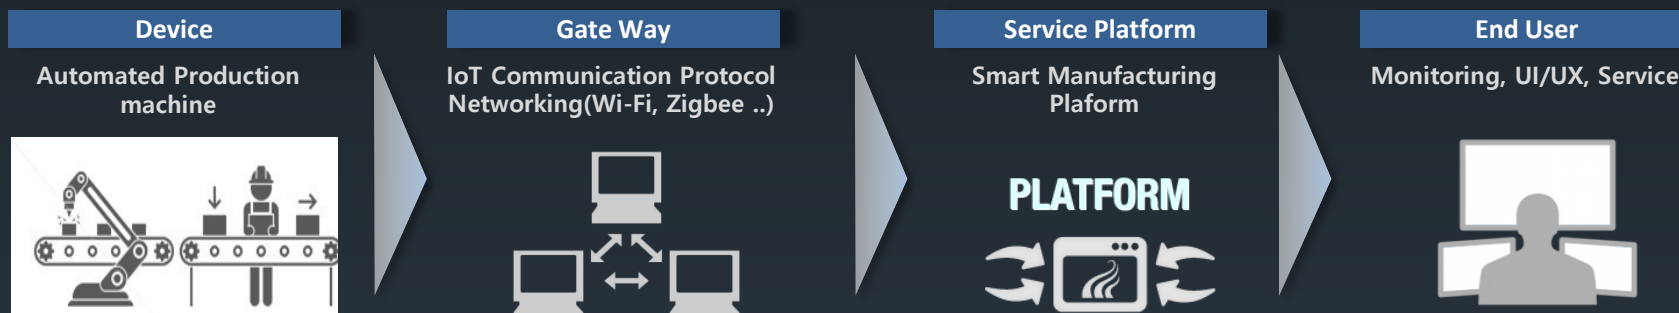 Device
Automated Production
machine
Gate Way
IoT Communication Protocol
Networking(Wi-Fi, Zigbee ..)
Service Platform
Smart Manufacturing
Plaform
PLATFORM
End User
Monitoring, UI/UX, Service